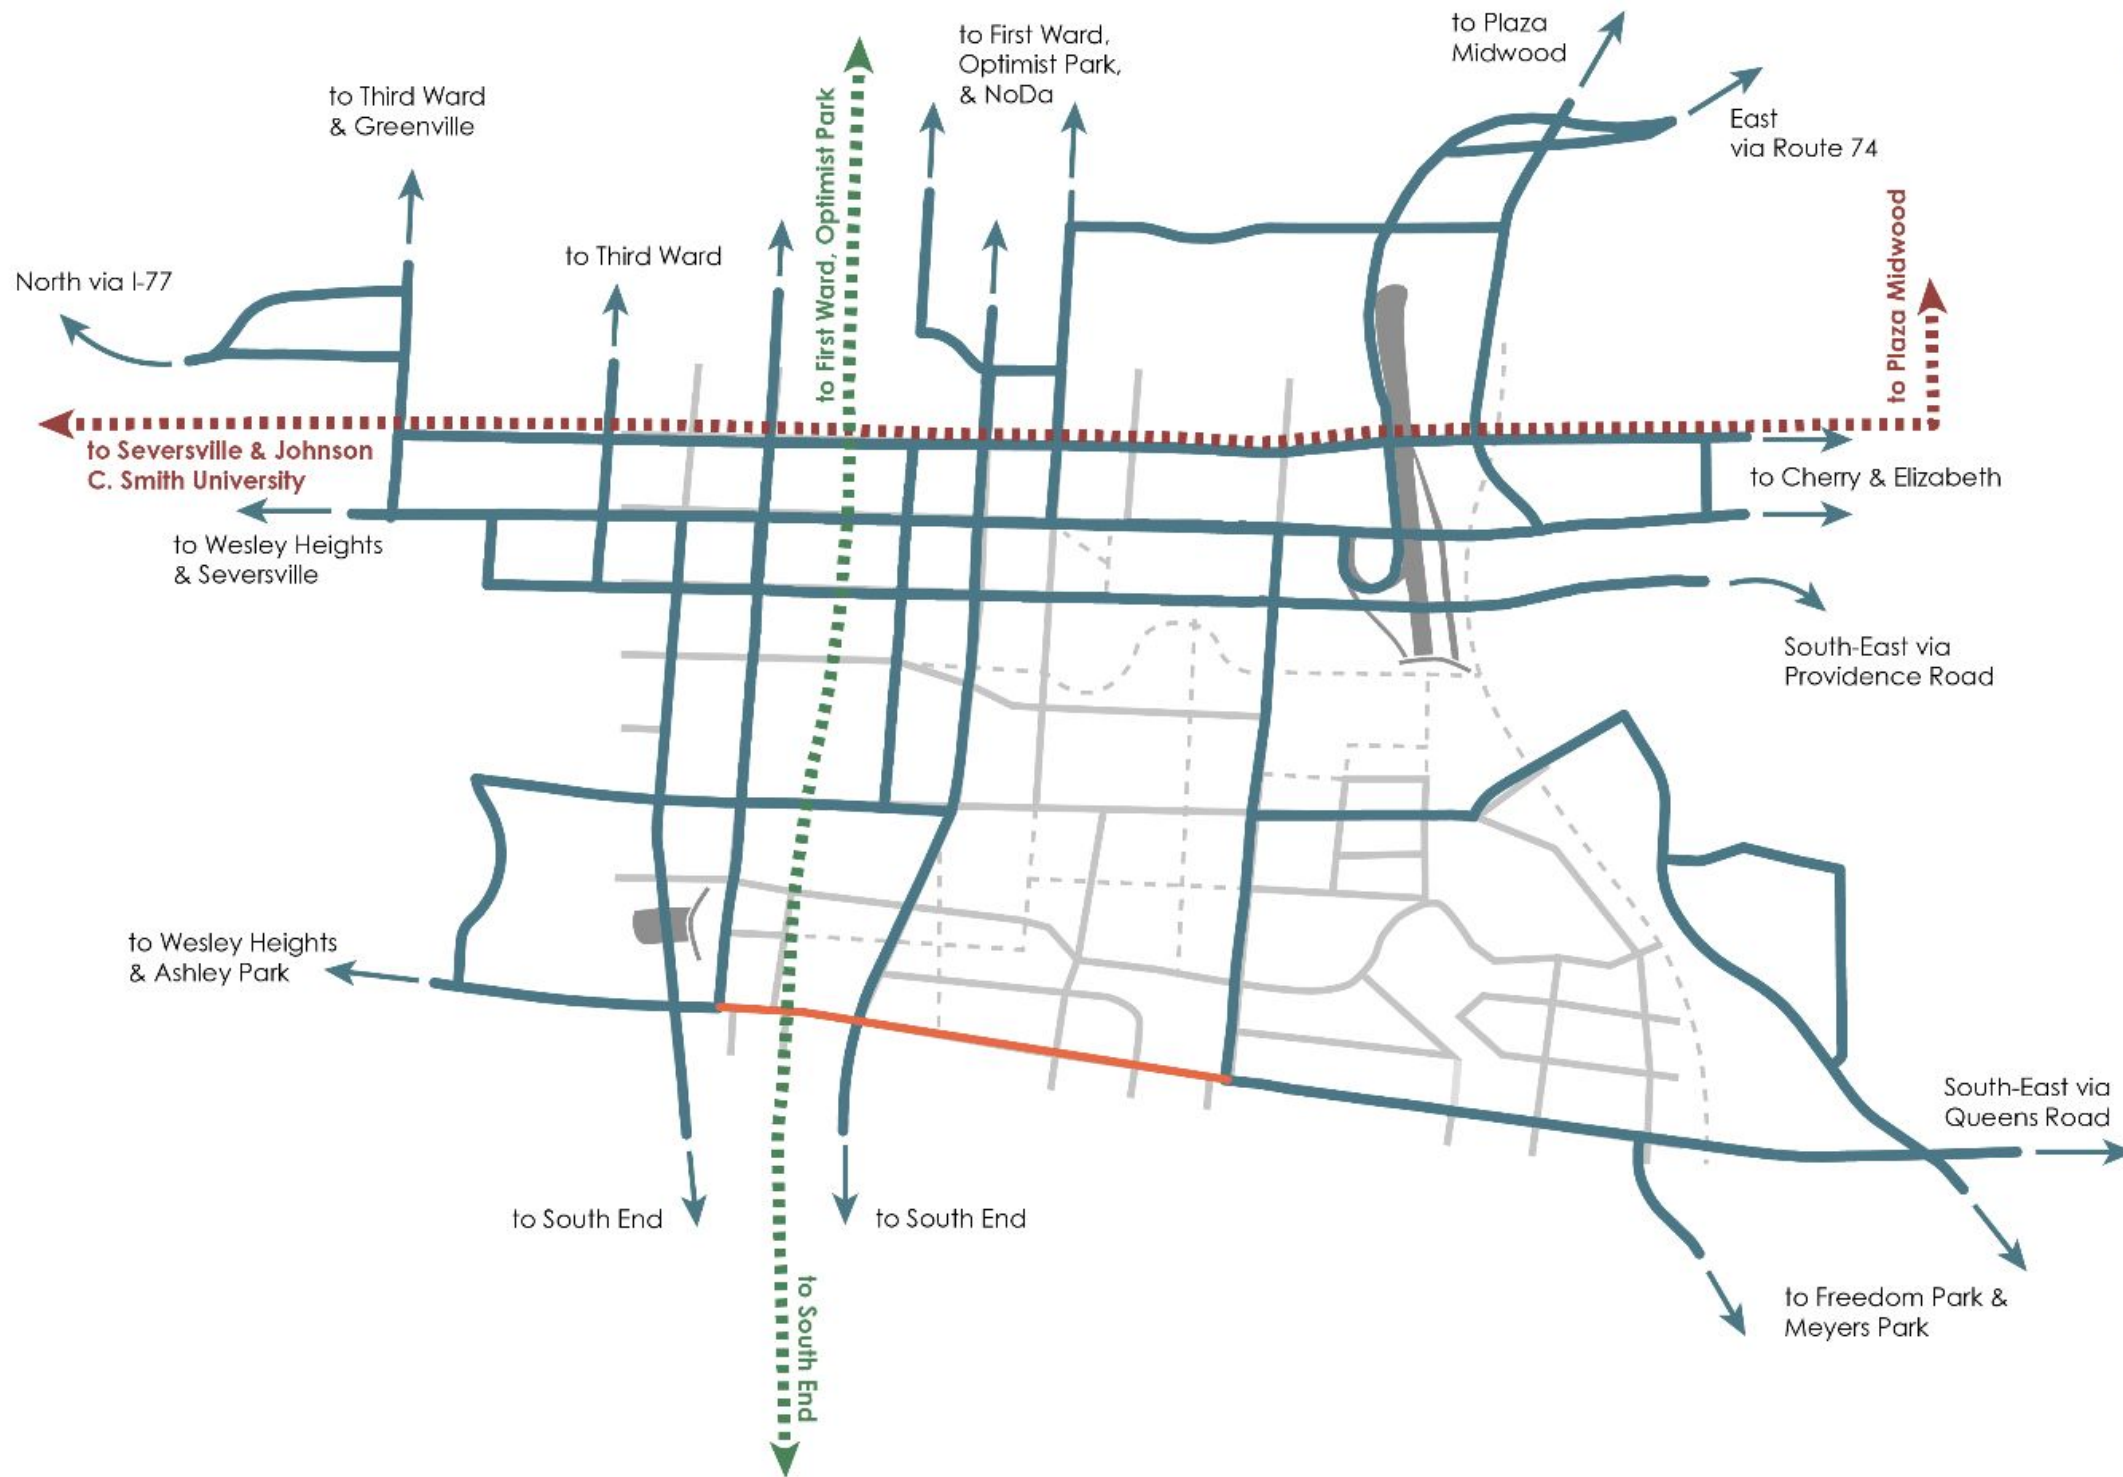 to Plaza
Midwood
to First Ward,
Optimist Park,
& NoDa
to Third Ward
& Greenville
East
via Route 74
to First Ward, Optimist Park
to Plaza Midwood
to Third Ward
North via I-77
to Seversville & Johnson
C. Smith University
to Cherry & Elizabeth
to Wesley Heights
& Seversville
South-East via
Providence Road
to Wesley Heights
& Ashley Park
South-East via
Queens Road
to South End
to South End
to South End
to Freedom Park &
Meyers Park